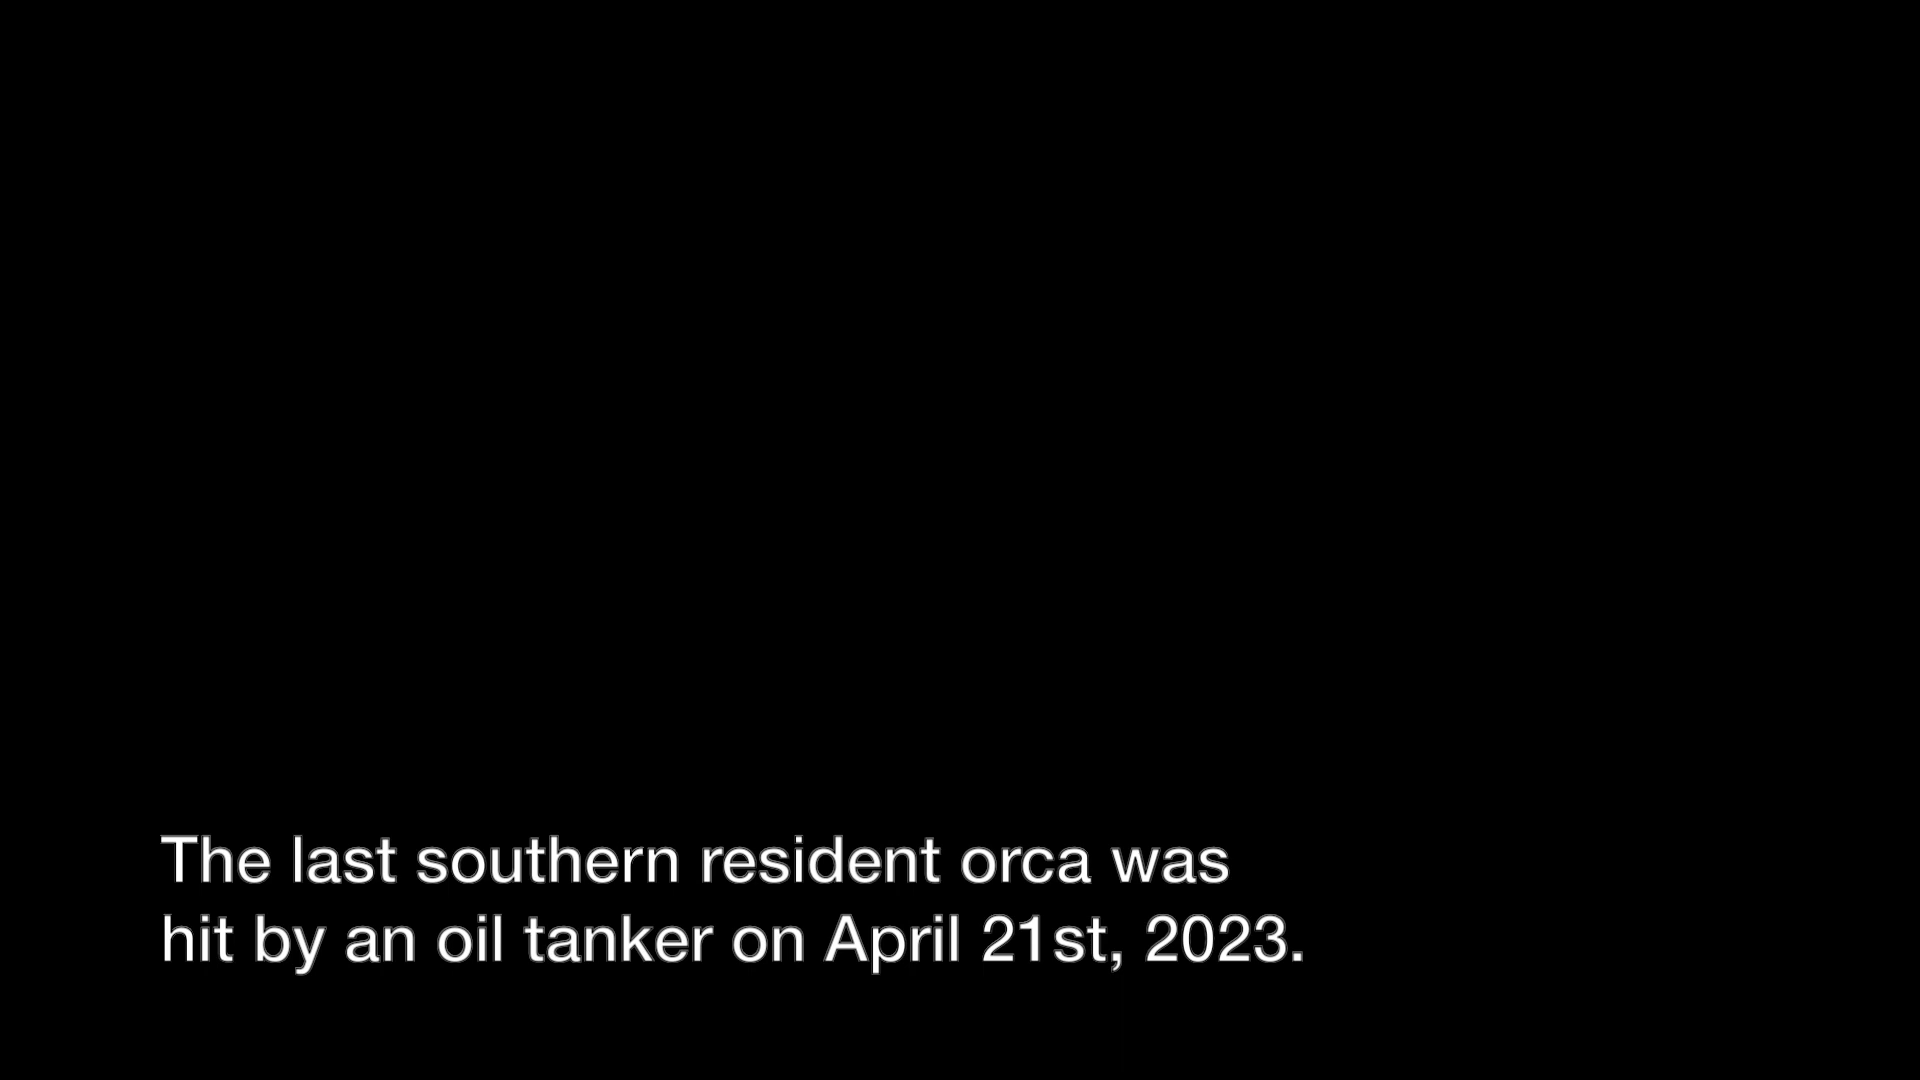 The last southern resident orca was
hit by an oil tanker on April 21st, 2023.